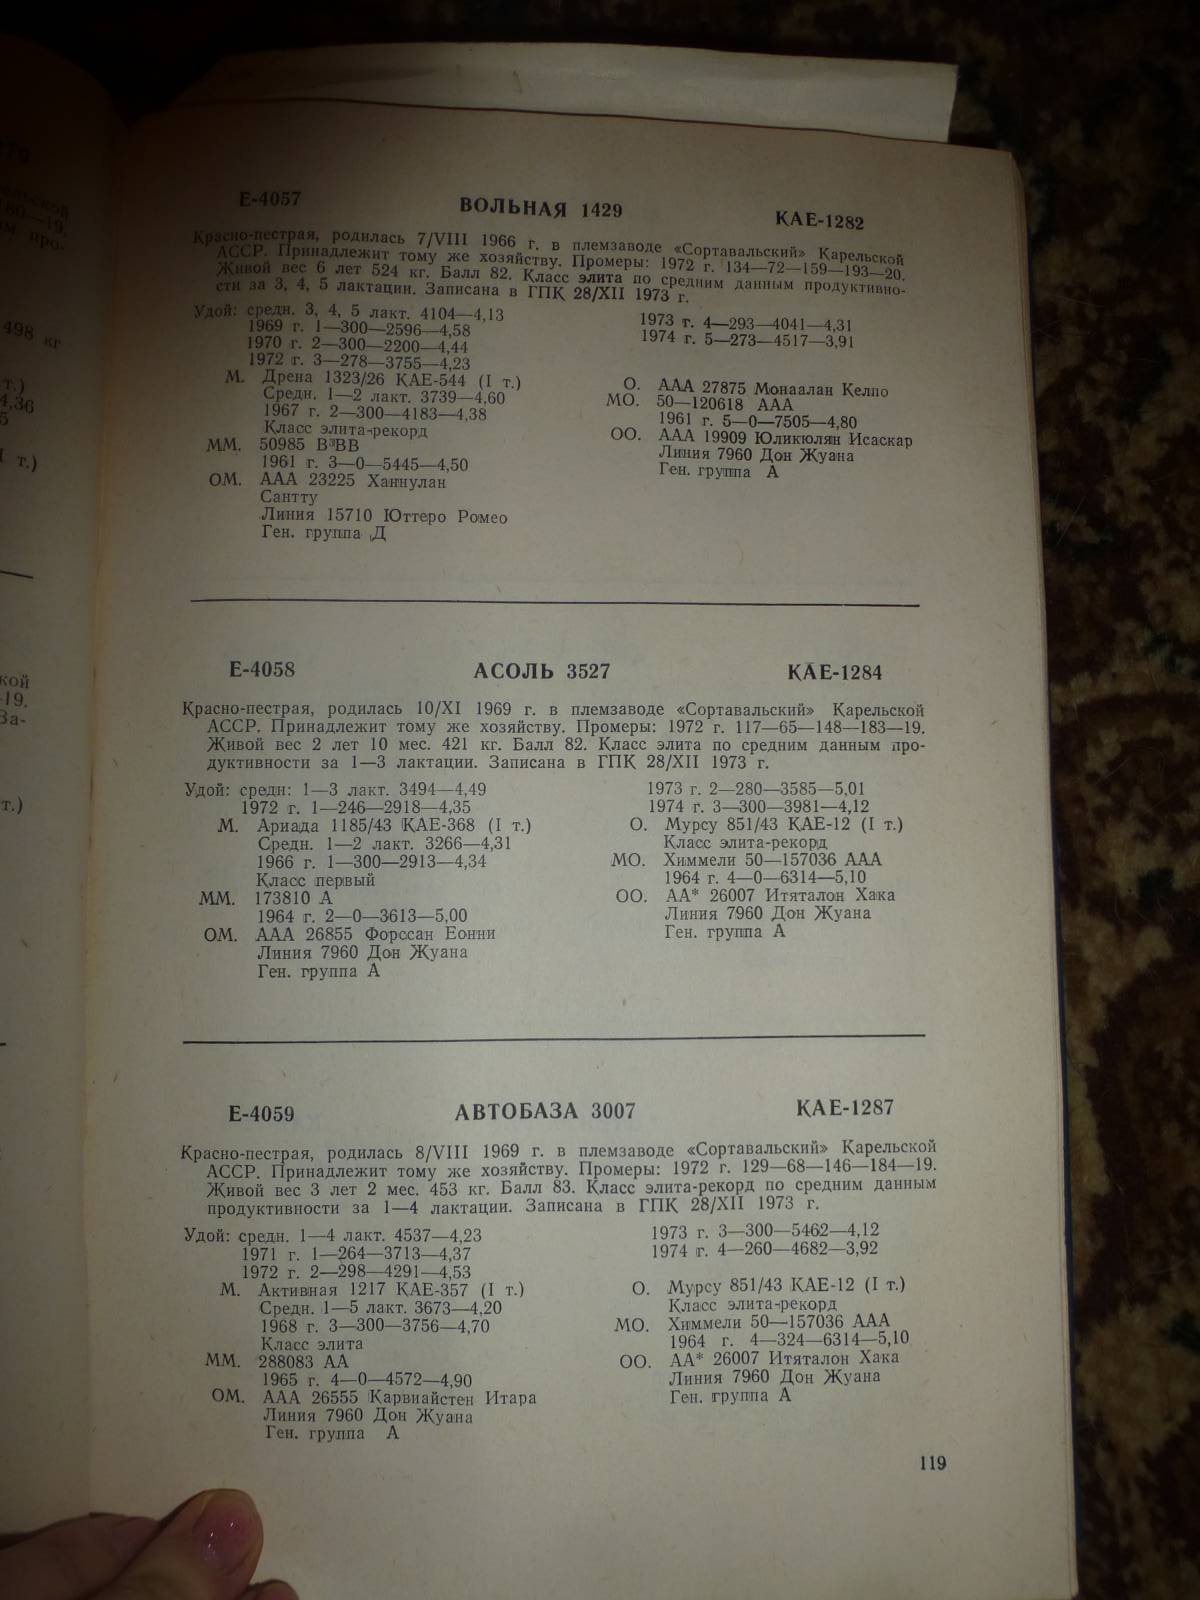 498 кг
Е-4057 ВОЛЬНАЯ 1429 КАЕ-1282
Красно-пестрая, родилась 7/VIII 1966 г. в племзаводе «Сортавальский» Карельской
АССР. Принадлежит тому же хозяйству. Промеры: 1972 г. 134—72—159—193—20.
Живой вес 6 лет 524 кг. Балл 82. Класс элита по средним данным продуктивно-
сти за 3, 4, 5 лактации. Записана в ГПК 28/XII 1973 г.
Удой: средн. 3, 4, 5 лакт. 4104—4,13
1969 г. 1—300—2596—4,58
1970 г. 2—300—2200—4,44
1972 г. 3—278—3755—4,23
1973 г. 4—293—4041—4,31
1974 г. 5—273—4517—3,91
М. Дрена 1323/26 КАЕ-544 (I т.)
Средн. 1—2 лакт. 3739—4,60
1967 г. 2—300—4183—4,38
Класс элита-рекорд
ММ. 50985 ВВВ
1961 г. 3—0—5445—4,50
ОМ. ААА 23225 Ханнулан
Сантту
Линия 15710 Юттеро Ромео
Ген. группа Д
О. ААА 27875 Монаалан Келпо
МО. 50—120618 ААА
1961 г. 5—0—7505—4,80
ОО. ААА 19909 Юликюлян Исаскар
Линия 7960 Дон Жуана
Ген. группа А
Е-4058 АСОЛЬ 3527 КАЕ-1284
Красно-пестрая, родилась 10/XI 1969 г. в племзаводе «Сортавальский» Карельской
АССР. Принадлежит тому же хозяйству. Промеры: 1972 г. 117—65—148—183—19.
Живой вес 2 лет 10 мес. 421 кг. Балл 82. Класс элита по средним данным про-
дуктивности за 1—3 лактации. Записана в ГПК 28/XII 1973 г.
Удой: средн: 1—3 лакт. 3494—4,49
1972 г. 1—246—2918—4,35
1973 г. 2—280—3585—5,01
1974 г. 3—300—3981—4,12
М. Ариада 1185/43 КАЕ-368 (I т.)
Средн. 1—2 лакт. 3266—4,31
1966 г. 1—300—2913—4,34
Класс первый
ММ. 173810 А
1964 г. 2—0—3613—5,00
ОМ. ААА 26855 Форссан Еонни
Линия 7960 Дон Жуана
Ген. группа А
О. Мурсу 851/43 КАЕ-12 (I т.)
Класс элита-рекорд
МО. Химмели 50—157036 ААА
1964 г. 4—0—6314—5,10
ОО. АА* 26007 Итяталон Хака
Линия 7960 Дон Жуана
Ген. группа А
Е-4059 АВТОБАЗА 3007 КАЕ-1287
Красно-пестрая, родилась 8/VIII 1969 г. в племзаводе «Сортавальский» Карельской
АССР. Принадлежит тому же хозяйству. Промеры: 1972 г. 129—68—146—184—19.
Живой вес 3 лет 2 мес. 453 кг. Балл 83. Класс элита-рекорд по средним данным
продуктивности за 1—4 лактации. Записана в ГПК 28/XII 1973 г.
Удой: средн. 1—4 лакт. 4537—4,23
1971 г. 1—264—3713—4,37
1972 г. 2—298—4291—4,53
1973 г. 3—300—5462—4,12
1974 г. 4—260—4682—3,92
М. Активная 1217 КАЕ-357 (I т.)
Средн. 1—5 лакт. 3673—4,20
1968 г. 3—300—3756—4,70
Класс элита
ММ. 288083 АА
1965 г. 4—0—4572—4,90
ОМ. ААА 26555 Карвиайстен Итара
Линия 7960 Дон Жуана
Ген. группа А
О. Мурсу 851/43 КАЕ-12 (I т.)
Класс элита-рекорд
МО. Химмели 50—157036 ААА
1964 г. 4—324—6314—5,10
ОО. АА* 26007 Итяталон Хака
Линия 7960 Дон Жуана
Ген. группа А
119